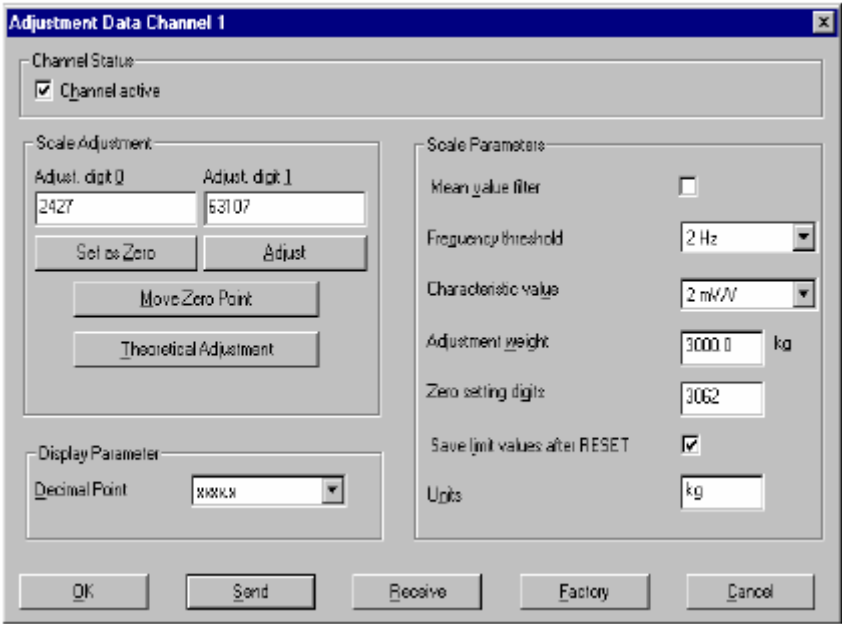 Adjustment Data Channel 1
Channel Status
Channel active
Scale Adjustment
Adjust. digit 0
Adjust. digit 1
2427
63107
Set as Zero
Adjust
Move Zero Point
Theoretical Adjustment
Display Parameter
Decimal Point
xxxx.x
Scale Parameters
Mean value filter
Frequency threshold
2 Hz
Characteristic value
2 mV/V
Adjustment weight
3000.0
kg
Zero setting digits
3062
Save limit values after RESET
Units
kg
OK
Send
Receive
Factory
Cancel